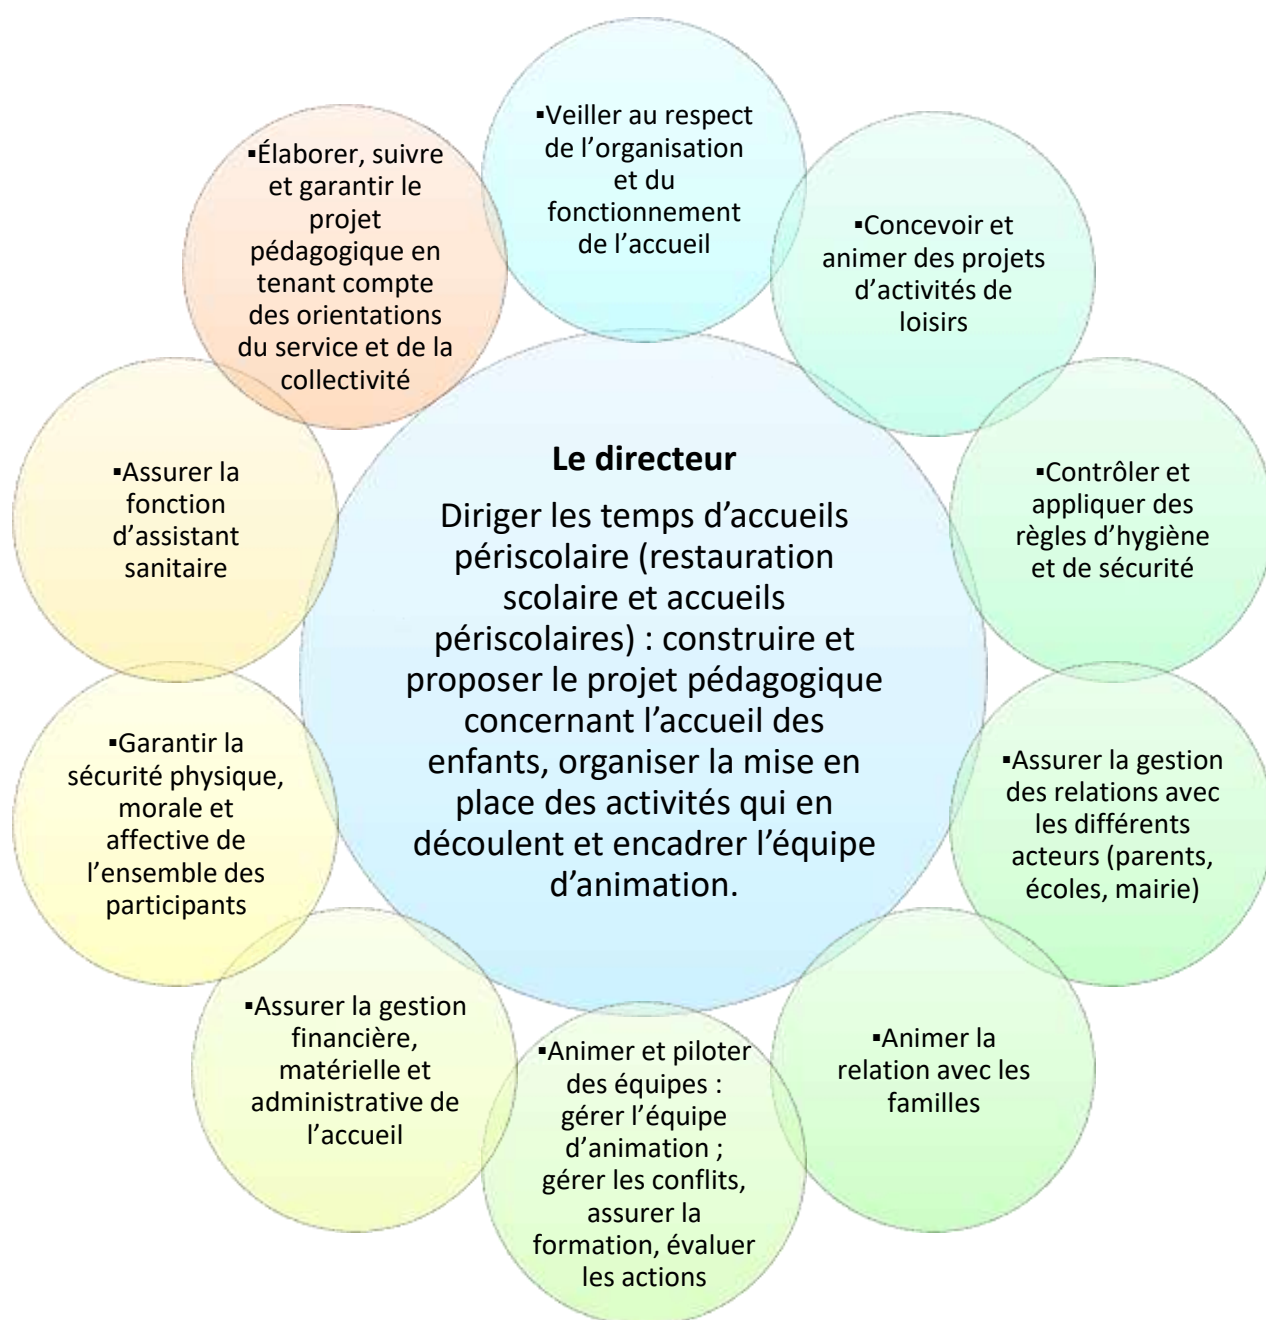 ▪Veiller au respect
de l’organisation
et du
fonctionnement
de l’accueil
▪Concevoir et
animer des projets
d’activités de
loisirs
▪Contrôler et
appliquer des
règles d’hygiène
et de sécurité
▪Assurer la gestion
des relations avec
les différents
acteurs (parents,
écoles, mairie)
▪Animer la
relation avec les
familles
▪Animer et piloter
des équipes :
gérer l’équipe
d’animation ;
gérer les conflits,
assurer la
formation, évaluer
les actions
▪Assurer la gestion
financière,
matérielle et
administrative de
l’accueil
▪Garantir la
sécurité physique,
morale et
affective de
l’ensemble des
participants
▪Assurer la
fonction
d’assistant
sanitaire
▪Élaborer, suivre
et garantir le
projet
pédagogique en
tenant compte
des orientations
du service et de la
collectivité
Le directeur
Diriger les temps d’accueils
périscolaire (restauration
scolaire et accueils
périscolaires) : construire et
proposer le projet pédagogique
concernant l’accueil des
enfants, organiser la mise en
place des activités qui en
découlent et encadrer l’équipe
d’animation.